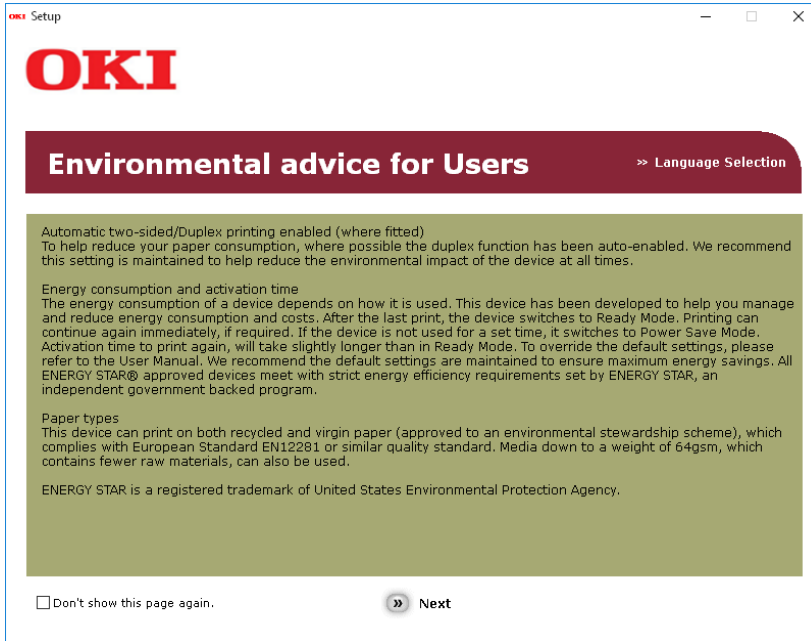 OKI Setup
OKI
Environmental advice for Users
» Language Selection
Automatic two-sided/Duplex printing enabled (where fitted)
To help reduce your paper consumption, where possible the duplex function has been auto-enabled. We recommend
this setting is maintained to help reduce the environmental impact of the device at all times.
Energy consumption and activation time
The energy consumption of a device depends on how it is used. This device has been developed to help you manage
and reduce energy consumption and costs. After the last print, the device switches to Ready Mode. Printing can
continue again immediately, if required. If the device is not used for a set time, it switches to Power Save Mode.
Activation time to print again, will take slightly longer than in Ready Mode. To override the default settings, please
refer to the User Manual. We recommend the default settings are maintained to ensure maximum energy savings. All
ENERGY STAR® approved devices meet with strict energy efficiency requirements set by ENERGY STAR, an
independent government backed program.
Paper types
This device can print on both recycled and virgin paper (approved to an environmental stewardship scheme), which
complies with European Standard EN12281 or similar quality standard. Media down to a weight of 64gsm, which
contains fewer raw materials, can also be used.
ENERGY STAR is a registered trademark of United States Environmental Protection Agency.
Don't show this page again.
» Next